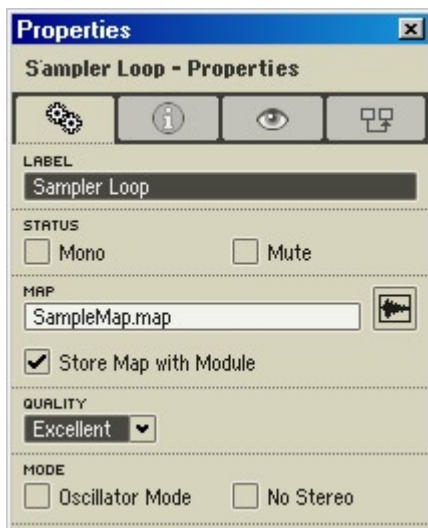 Properties
Sampler Loop - Properties
LABEL
Sampler Loop
STATUS
Mono Mute
MAP
SampleMap.map
Store Map with Module
QUALITY
Excellent
MODE
Oscillator Mode No Stereo